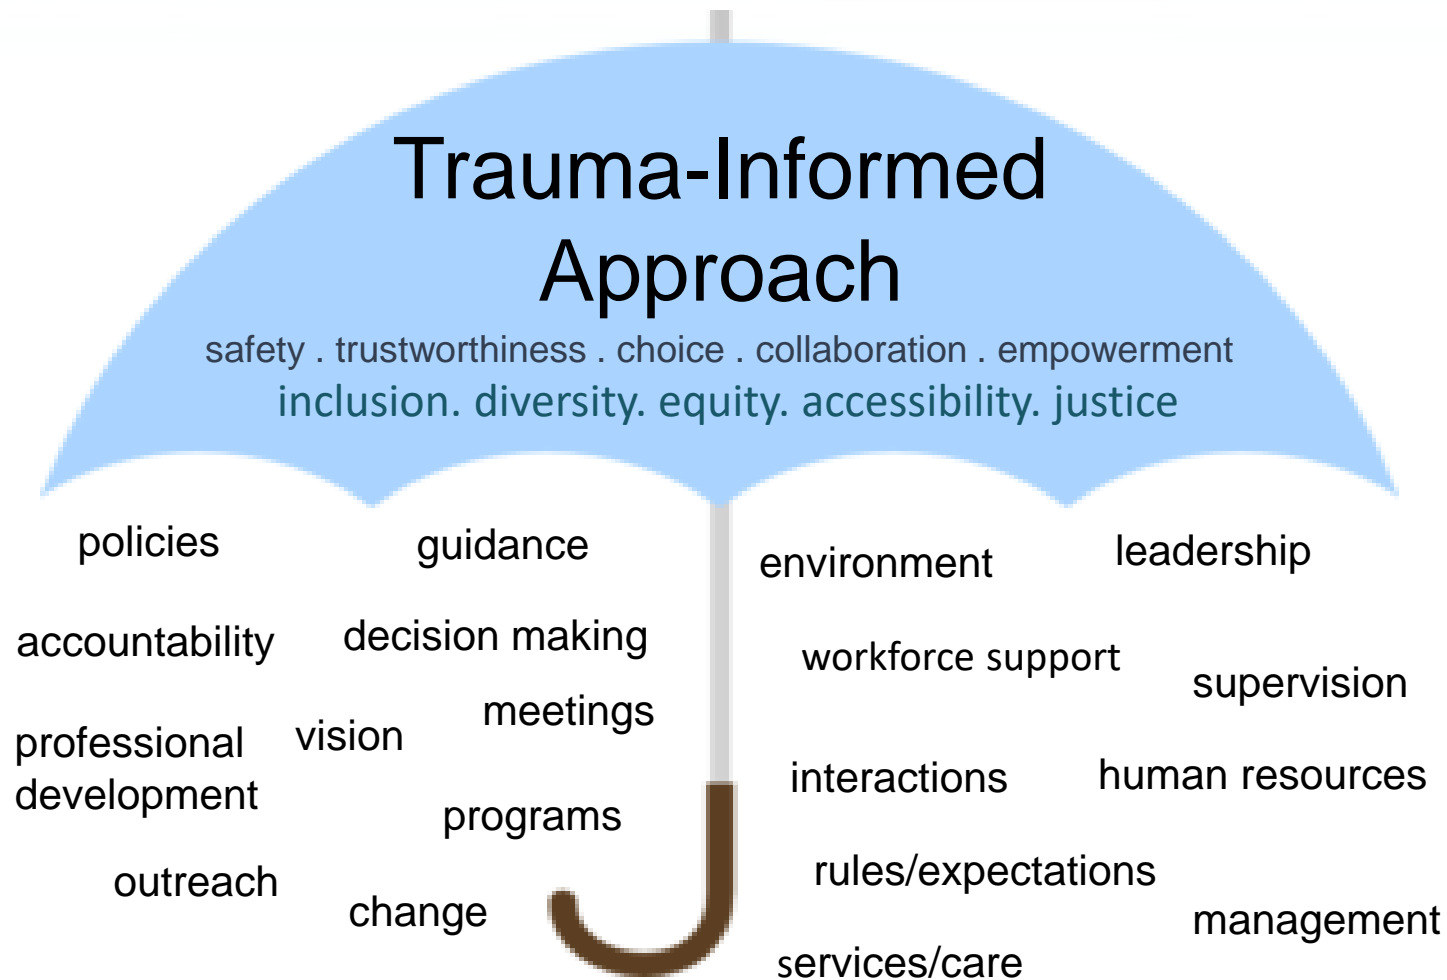 Trauma-Informed
Approach
safety . trustworthiness . choice . collaboration . empowerment
inclusion. diversity. equity. accessibility. justice
policies
guidance
environment
leadership
accountability
decision making
workforce support
supervision
professional
development
vision
meetings
interactions
human resources
programs
outreach
change
rules/expectations
management
services/care